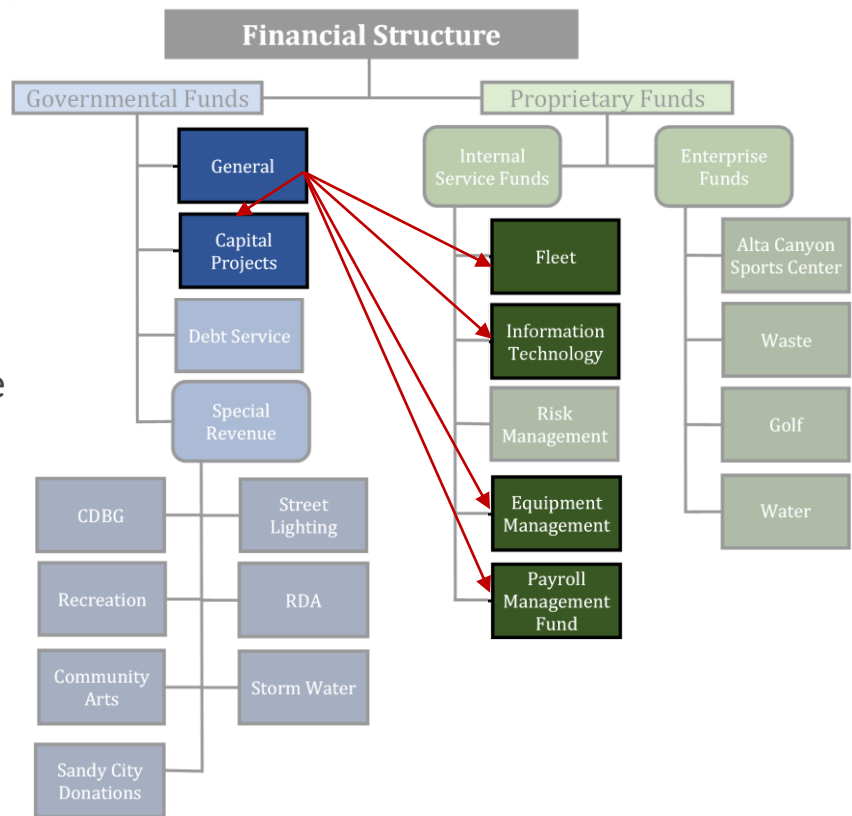 Financial Structure
Governmental Funds
Proprietary Funds
General
Capital
Projects
Debt Service
Special
Revenue
CDBG
Street
Lighting
Recreation
RDA
Community
Arts
Storm Water
Sandy City
Donations
Internal
Service Funds
Fleet
Information
Technology
Risk
Management
Equipment
Management
Payroll
Management
Fund
Enterprise
Funds
Alta Canyon
Sports Center
Waste
Golf
Water
e